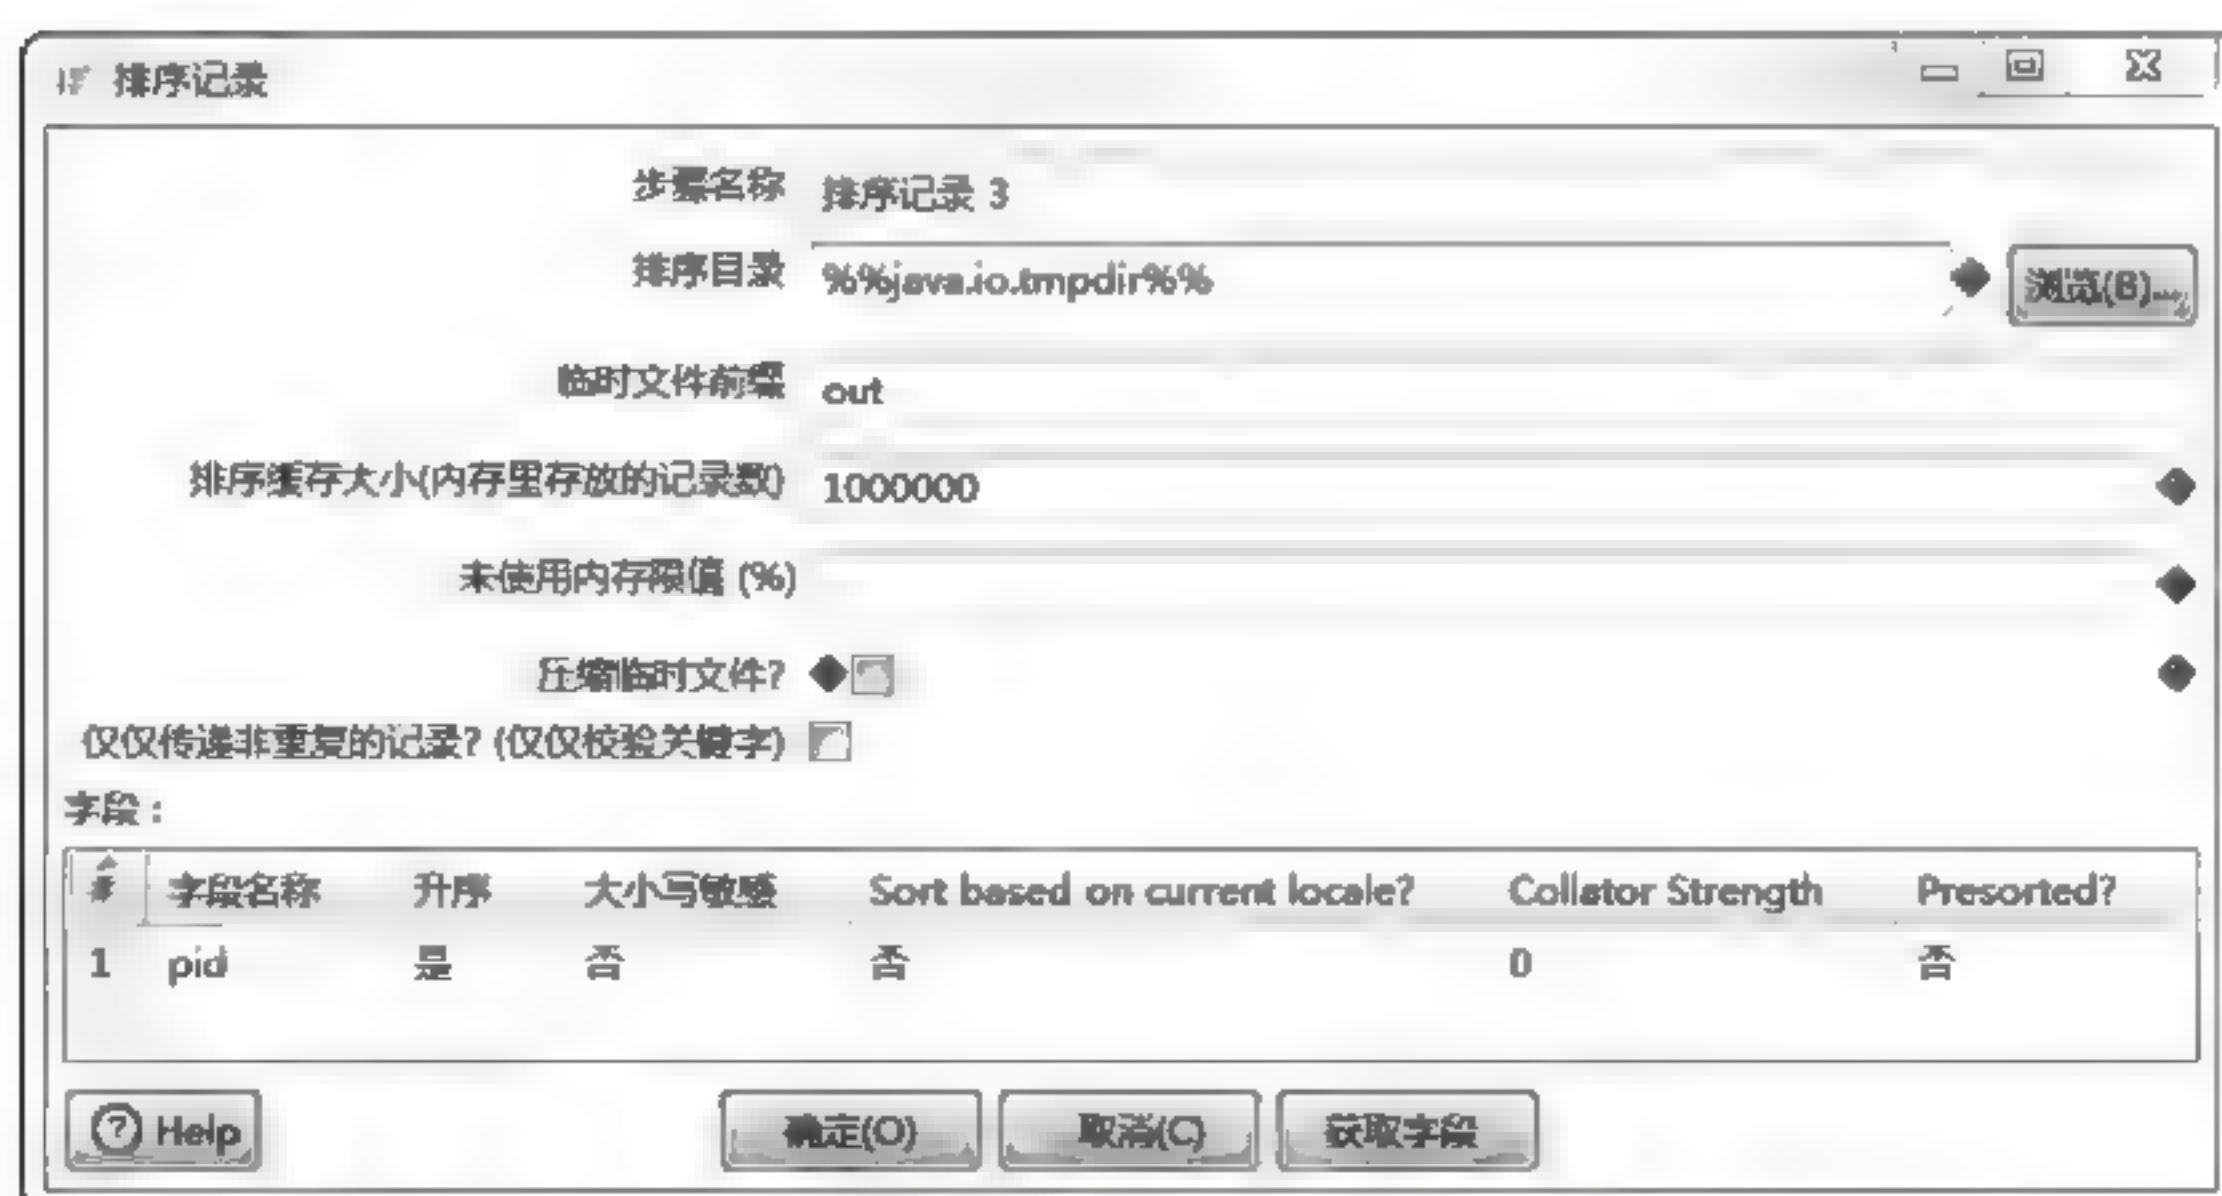 排序记录
步骤名称 排序记录 3
排序目录 %%java.io.tmpdir%% 浏览(B)...
临时文件前缀 out
排序缓存大小(内存里存放的记录数) 1000000
未使用内存限值 (%)
压缩临时文件?
仅仅传递非重复的记录? (仅仅校验关键字)
字段：
# 字段名称 升序 大小写敏感 Sort based on current locale? Collator Strength Presorted?
1 pid 是 否 否 0 否
Help 确定(O) 取消(C) 获取字段